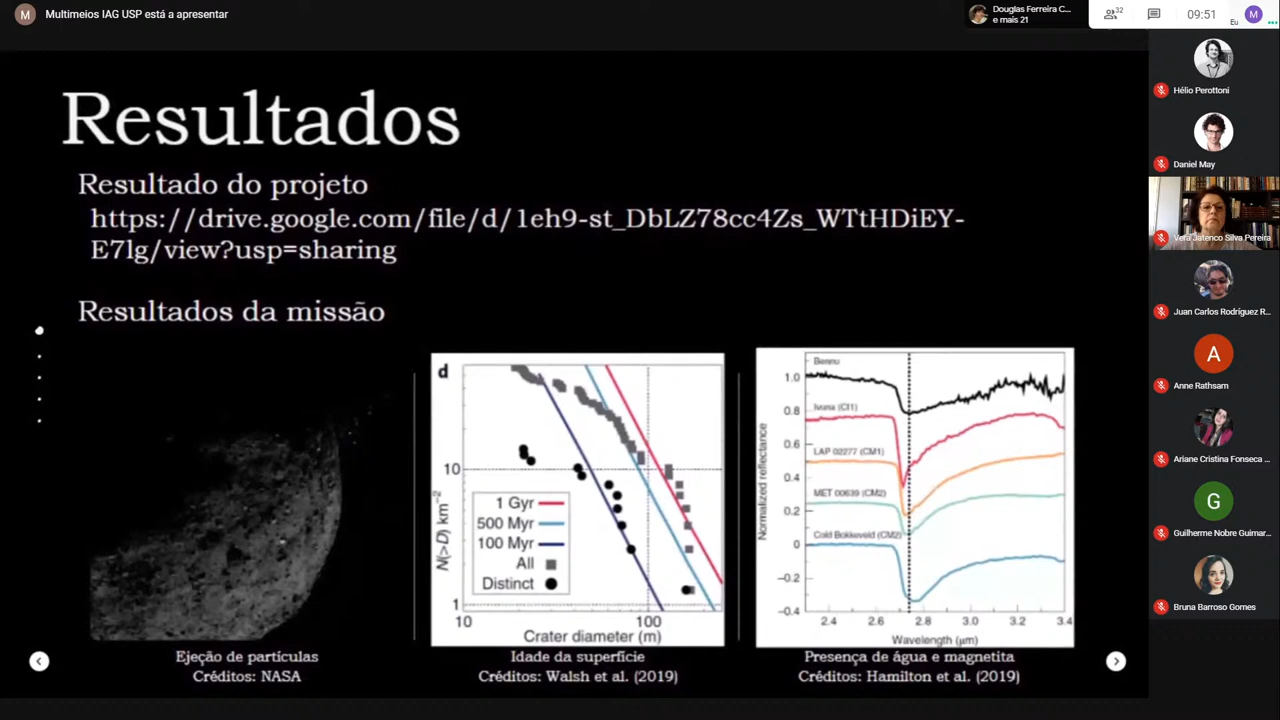 M Multimeios IAG USP está a apresentar
Douglas Ferreira C...
e mais 21
32
09:51
Eu
M
Resultados
Resultado do projeto
https://drive.google.com/file/d/1eh9-st_DbLZ78cc4Zs_WTtHDiEY-
E7lg/view?usp=sharing
Resultados da missão
d
N(>D) km⁻²
10
1
1 Gyr
500 Myr
100 Myr
All
Distinct
10
100
Crater diameter (m)
Normalized reflectance
1.0
0.8
0.6
0.4
0.2
0
−0.2
−0.4
Bennu
Ivuna (CI1)
LAP 02277 (CM1)
MET 00639 (CM2)
Cold Bokkeveld (CM2)
2.4 2.6 2.8 3.0 3.2 3.4
Wavelength (μm)
Ejeção de partículas
Créditos: NASA
Idade da superfície
Créditos: Walsh et al. (2019)
Presença de água e magnetita
Créditos: Hamilton et al. (2019)
Hélio Perottoni
Daniel May
Vera Jatenco Silva Pereira
Juan Carlos Rodríguez R...
A
Anne Rathsam
Ariane Cristina Fonseca ...
G
Guilherme Nobre Guimar...
Bruna Barroso Gomes